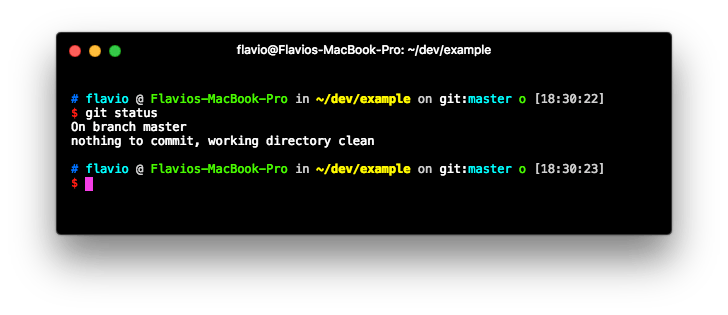 flavio@Flavios-MacBook-Pro: ~/dev/example
# flavio @ Flavios-MacBook-Pro in ~/dev/example on git:master o [18:30:22]
$ git status
On branch master
nothing to commit, working directory clean
# flavio @ Flavios-MacBook-Pro in ~/dev/example on git:master o [18:30:23]
$